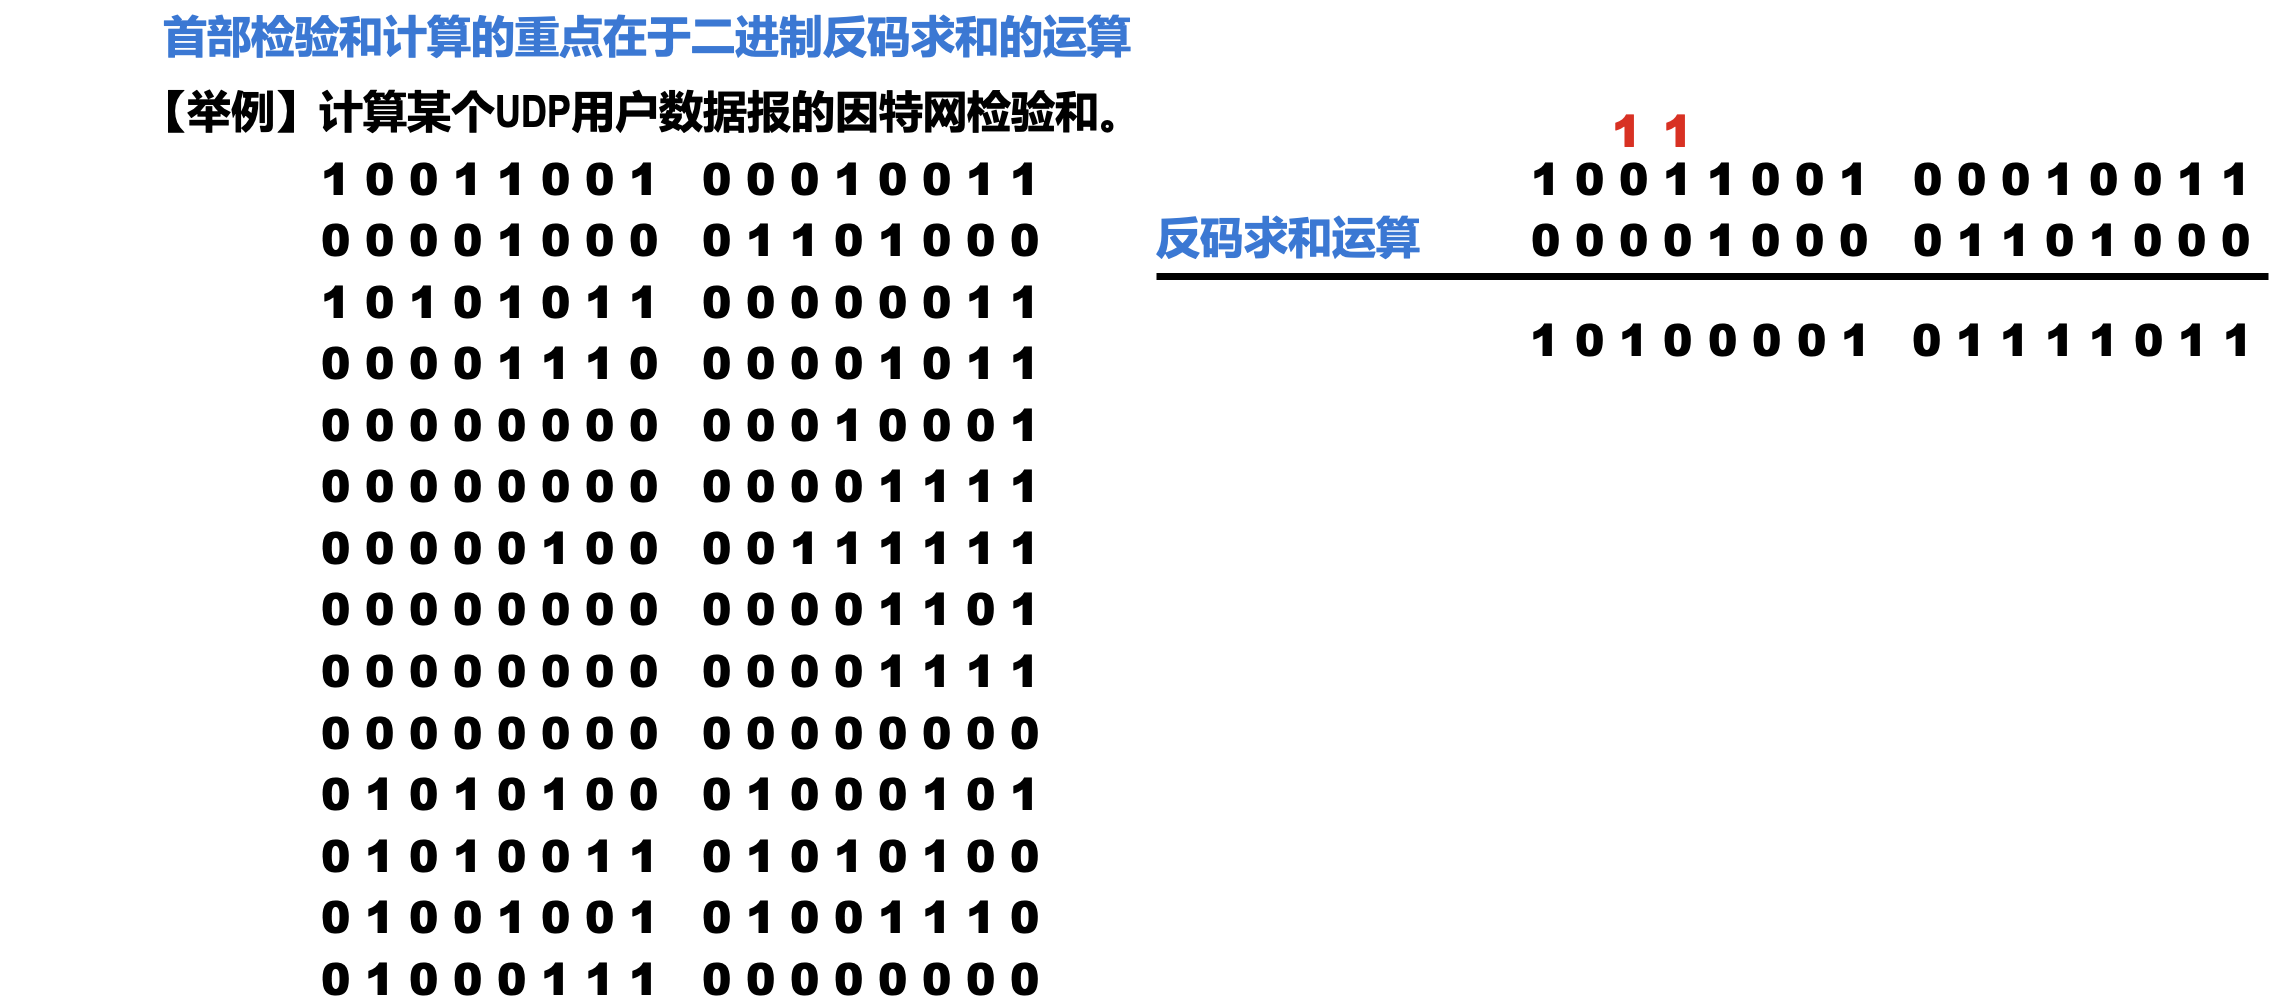 首部检验和计算的重点在于二进制反码求和的运算
【举例】计算某个UDP用户数据报的因特网检验和。
1 0 0 1 1 0 0 1 0 0 0 1 0 0 1 1
0 0 0 0 1 0 0 0 0 1 1 0 1 0 0 0
1 0 1 0 1 0 1 1 0 0 0 0 0 0 1 1
0 0 0 0 1 1 1 0 0 0 0 0 1 0 1 1
0 0 0 0 0 0 0 0 0 0 0 1 0 0 0 1
0 0 0 0 0 0 0 0 0 0 0 0 1 1 1 1
0 0 0 0 0 1 0 0 0 0 1 1 1 1 1 1
0 0 0 0 0 0 0 0 0 0 0 0 1 1 0 1
0 0 0 0 0 0 0 0 0 0 0 0 1 1 1 1
0 0 0 0 0 0 0 0 0 0 0 0 0 0 0 0
0 1 0 1 0 1 0 0 0 1 0 0 0 1 0 1
0 1 0 1 0 0 1 1 0 1 0 1 0 1 0 0
0 1 0 0 1 0 0 1 0 1 0 0 1 1 1 0
0 1 0 0 0 1 1 1 0 0 0 0 0 0 0 0
1 1
1 0 0 1 1 0 0 1 0 0 0 1 0 0 1 1
反码求和运算 0 0 0 0 1 0 0 0 0 1 1 0 1 0 0 0
1 0 1 0 0 0 0 1 0 1 1 1 1 0 1 1